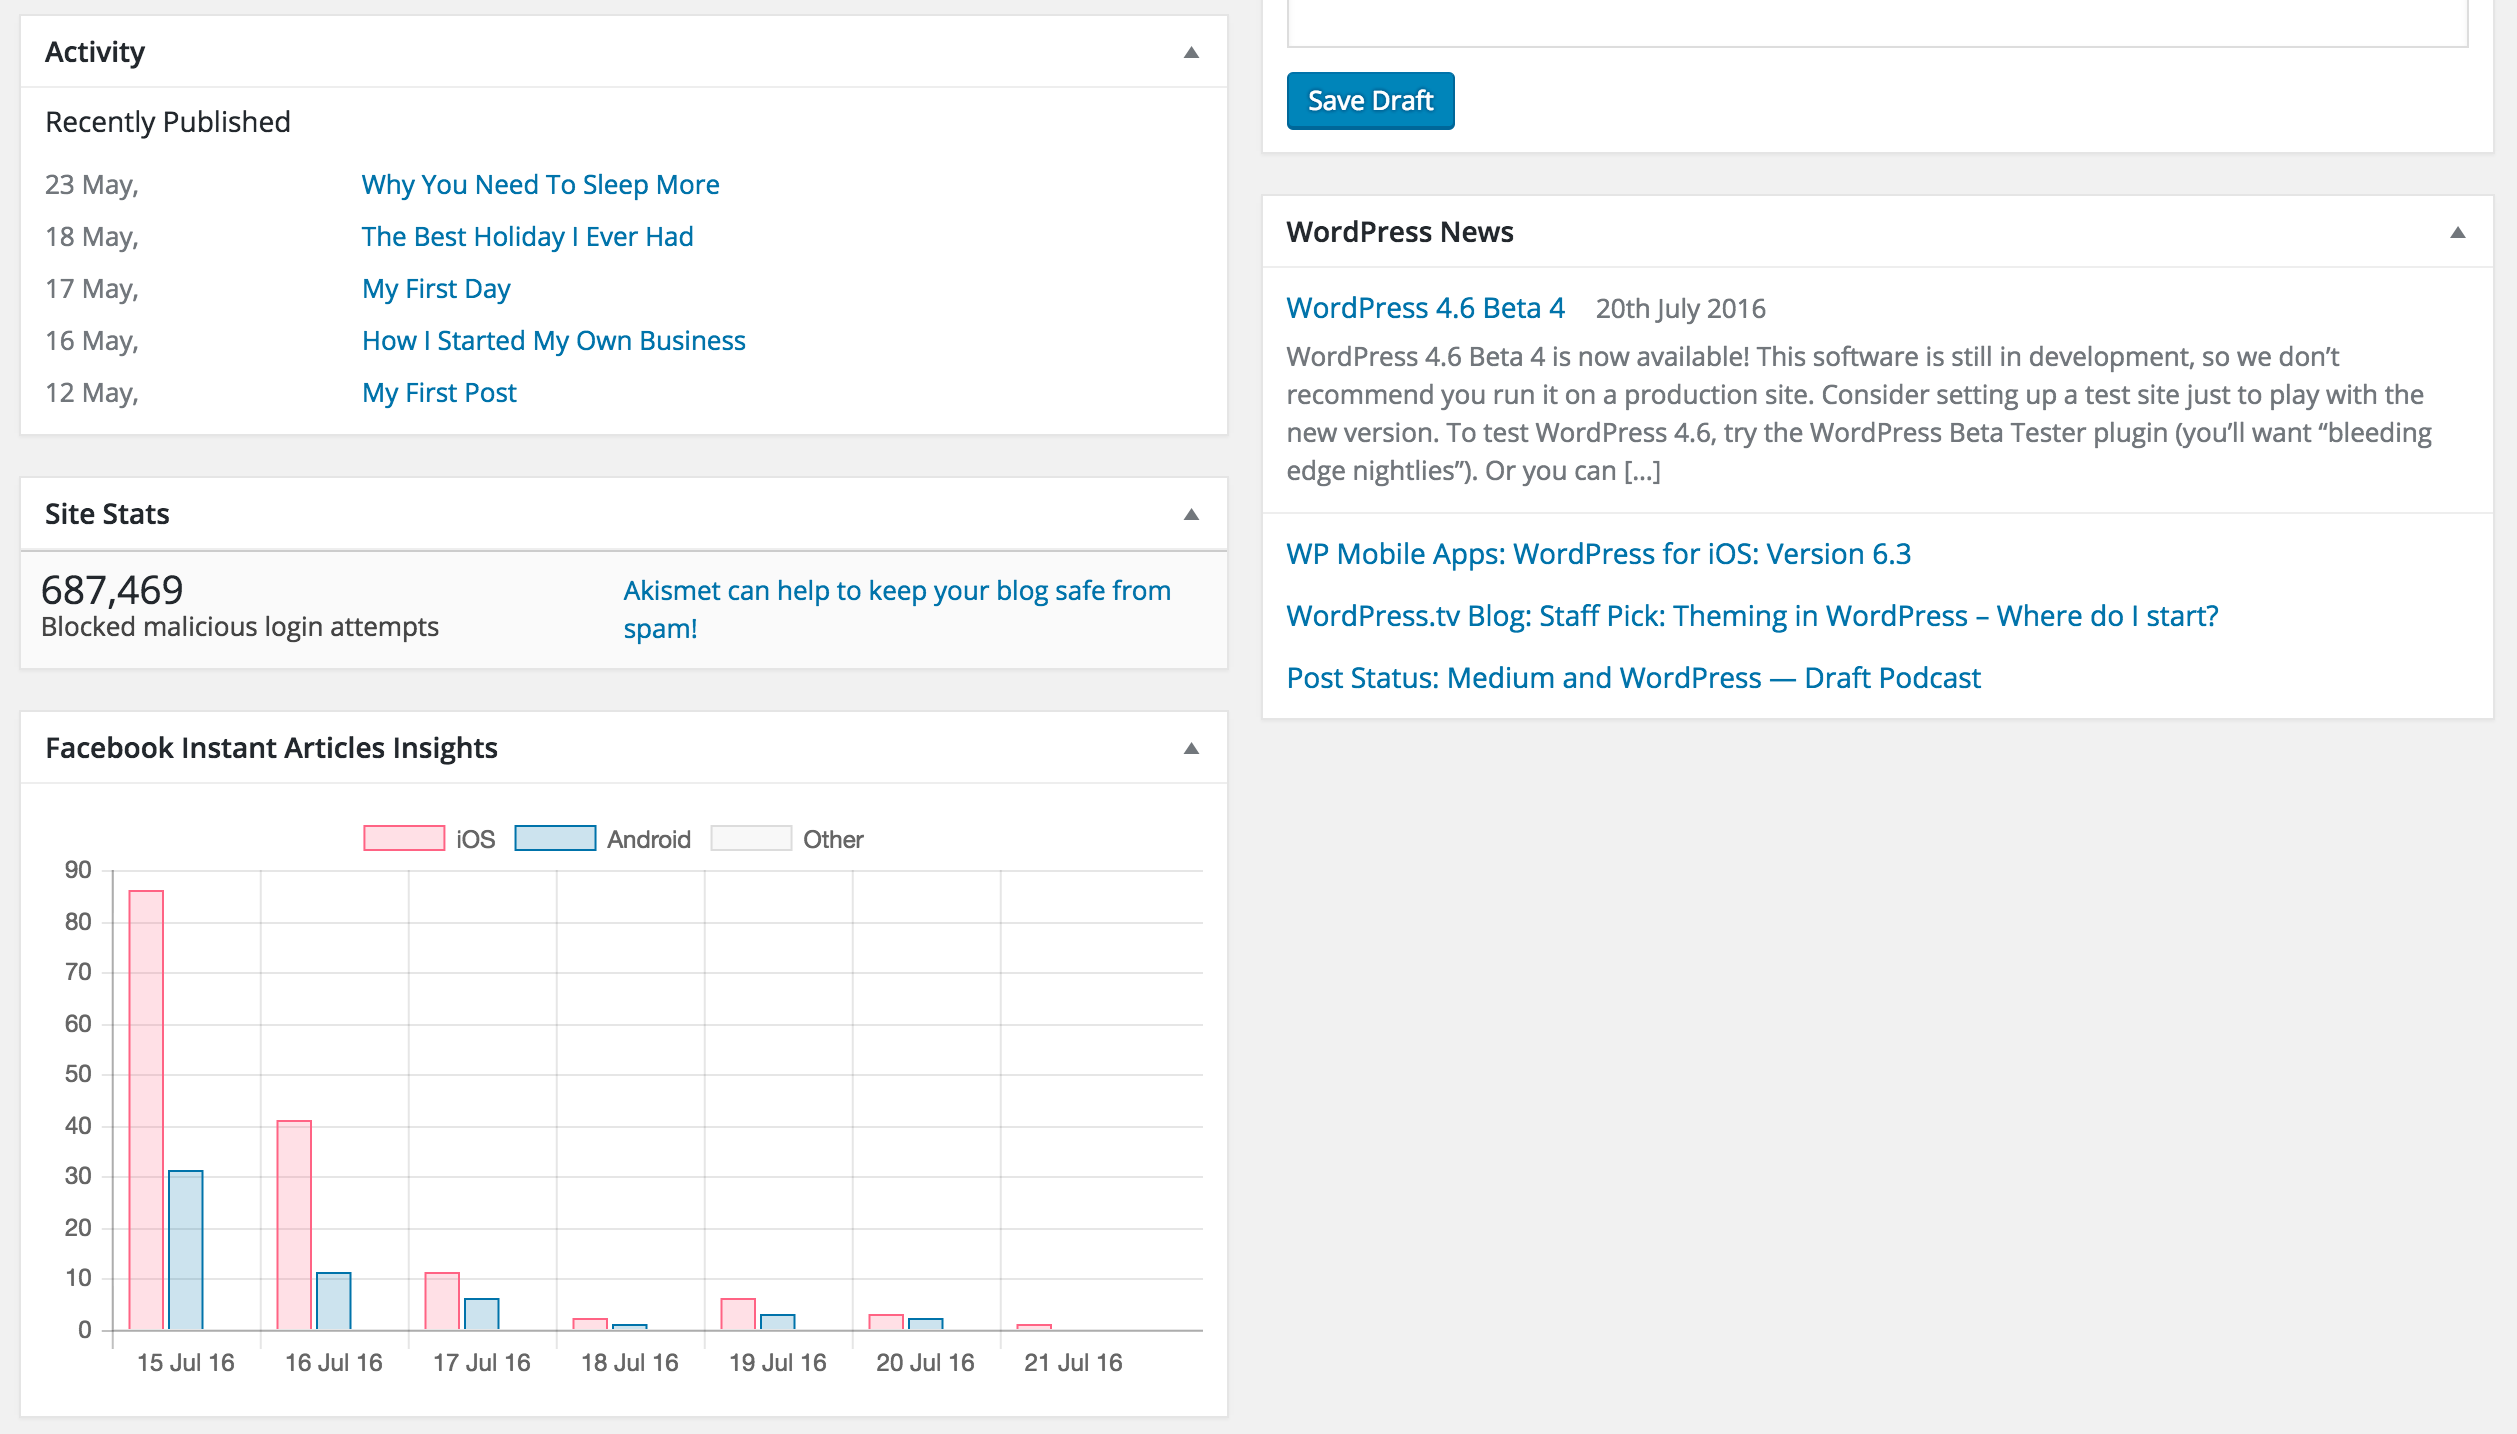 Activity
Recently Published
23 May, Why You Need To Sleep More
18 May, The Best Holiday I Ever Had
17 May, My First Day
16 May, How I Started My Own Business
12 May, My First Post
Site Stats
687,469
Blocked malicious login attempts
Akismet can help to keep your blog safe from
spam!
Facebook Instant Articles Insights
iOS Android Other
90
80
70
60
50
40
30
20
10
0
15 Jul 16 16 Jul 16 17 Jul 16 18 Jul 16 19 Jul 16 20 Jul 16 21 Jul 16
Save Draft
WordPress News
WordPress 4.6 Beta 4 20th July 2016
WordPress 4.6 Beta 4 is now available! This software is still in development, so we don’t
recommend you run it on a production site. Consider setting up a test site just to play with the
new version. To test WordPress 4.6, try the WordPress Beta Tester plugin (you’ll want “bleeding
edge nightlies”). Or you can […]
WP Mobile Apps: WordPress for iOS: Version 6.3
WordPress.tv Blog: Staff Pick: Theming in WordPress – Where do I start?
Post Status: Medium and WordPress — Draft Podcast